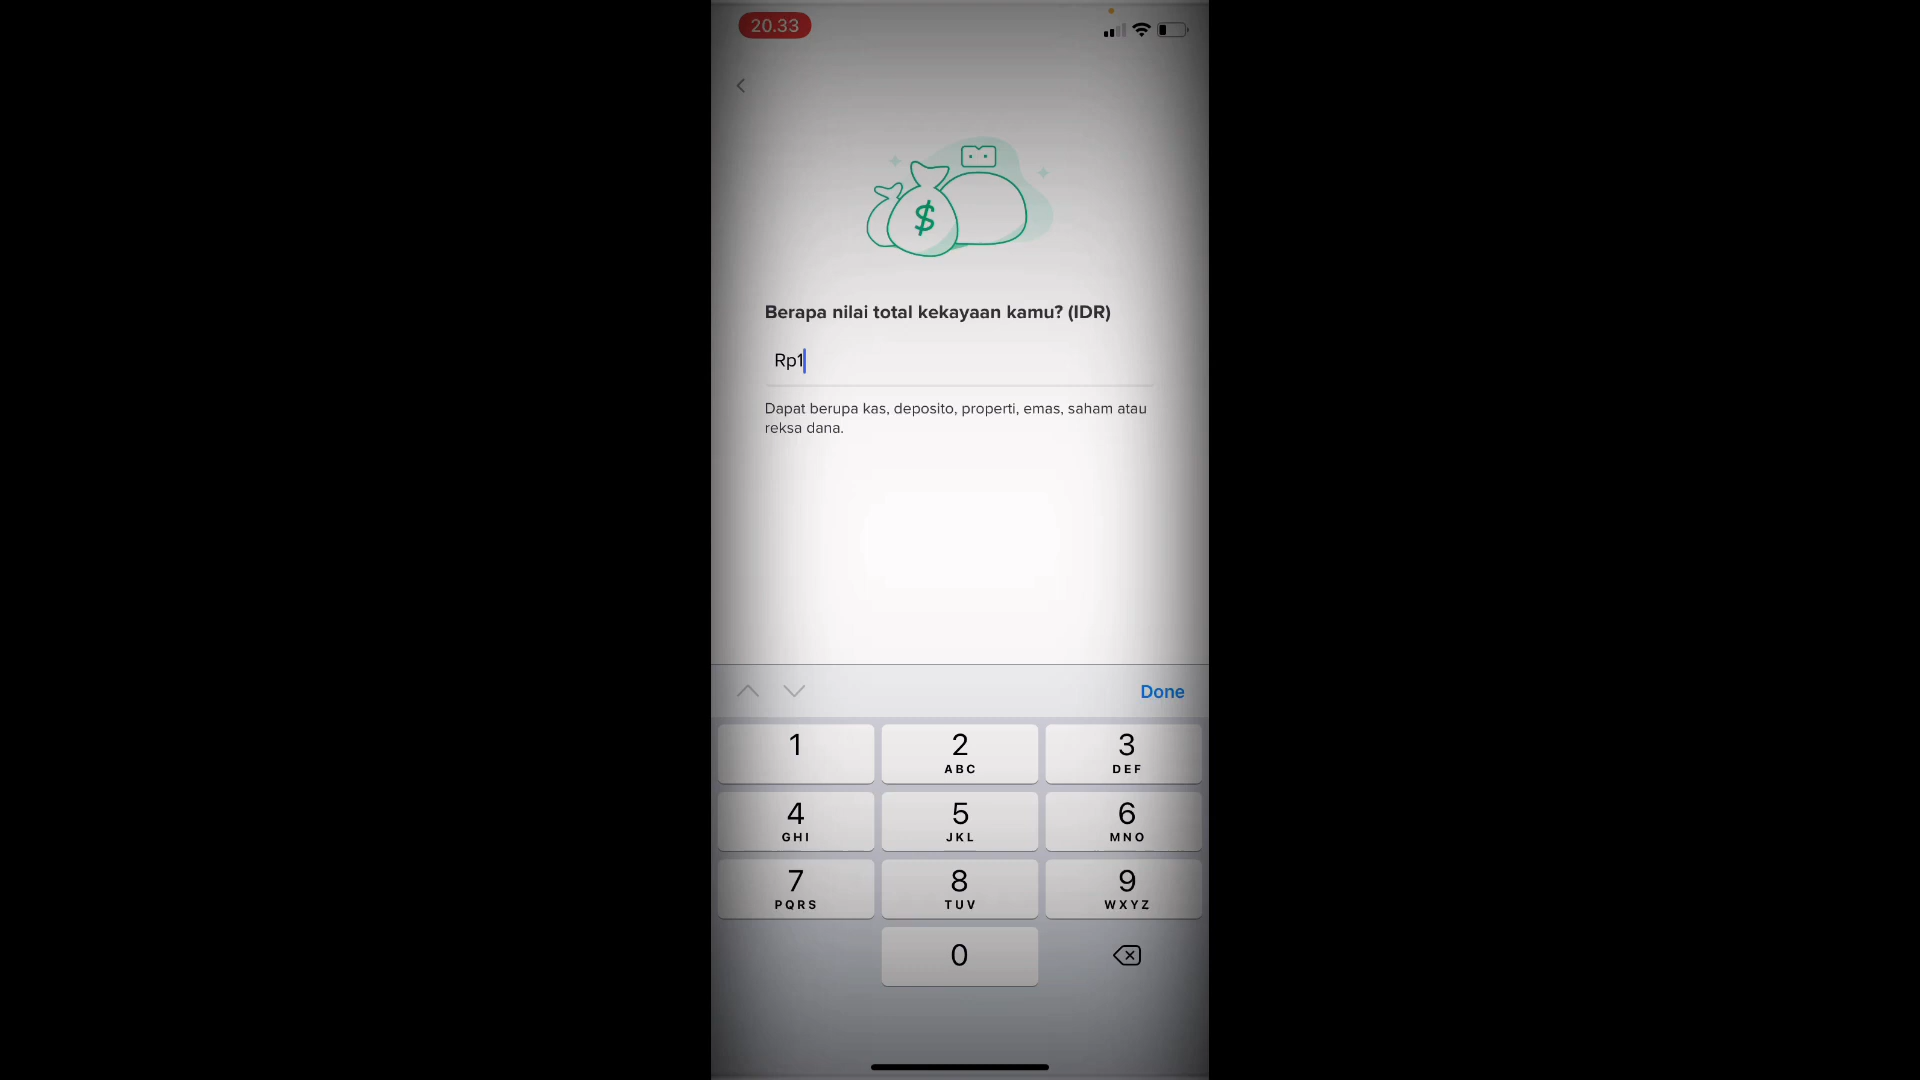 20.33
$
Berapa nilai total kekayaan kamu? (IDR)
Rp1
Dapat berupa kas, deposito, properti, emas, saham atau
reksa dana.
Done
1
2
ABC
3
DEF
4
GHI
5
JKL
6
MNO
7
PQRS
8
TUV
9
WXYZ
0